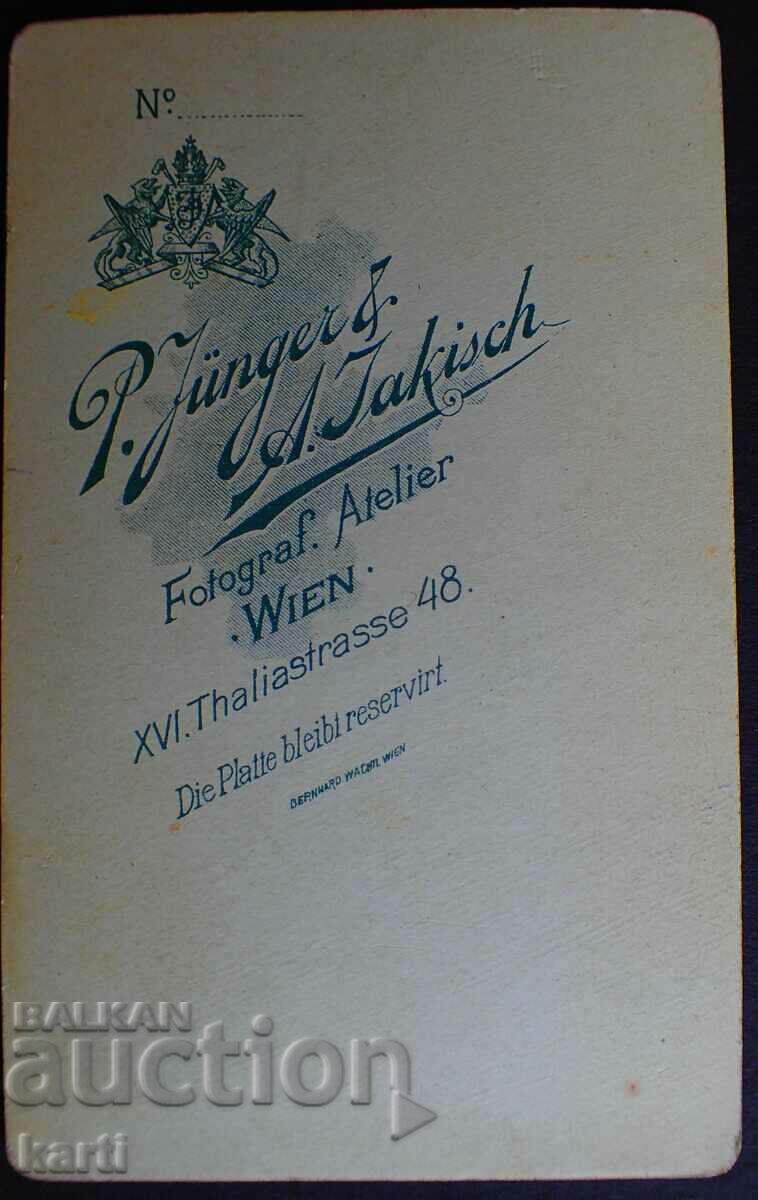 Nº
P. Jünger &
A. Jakisch
Fotograf. Atelier
· WIEN ·
XVI. Thaliastrasse 48.
Die Platte bleibt reservirt.
BERNHARD WACHTL WIEN
BALKAN
auction
karti